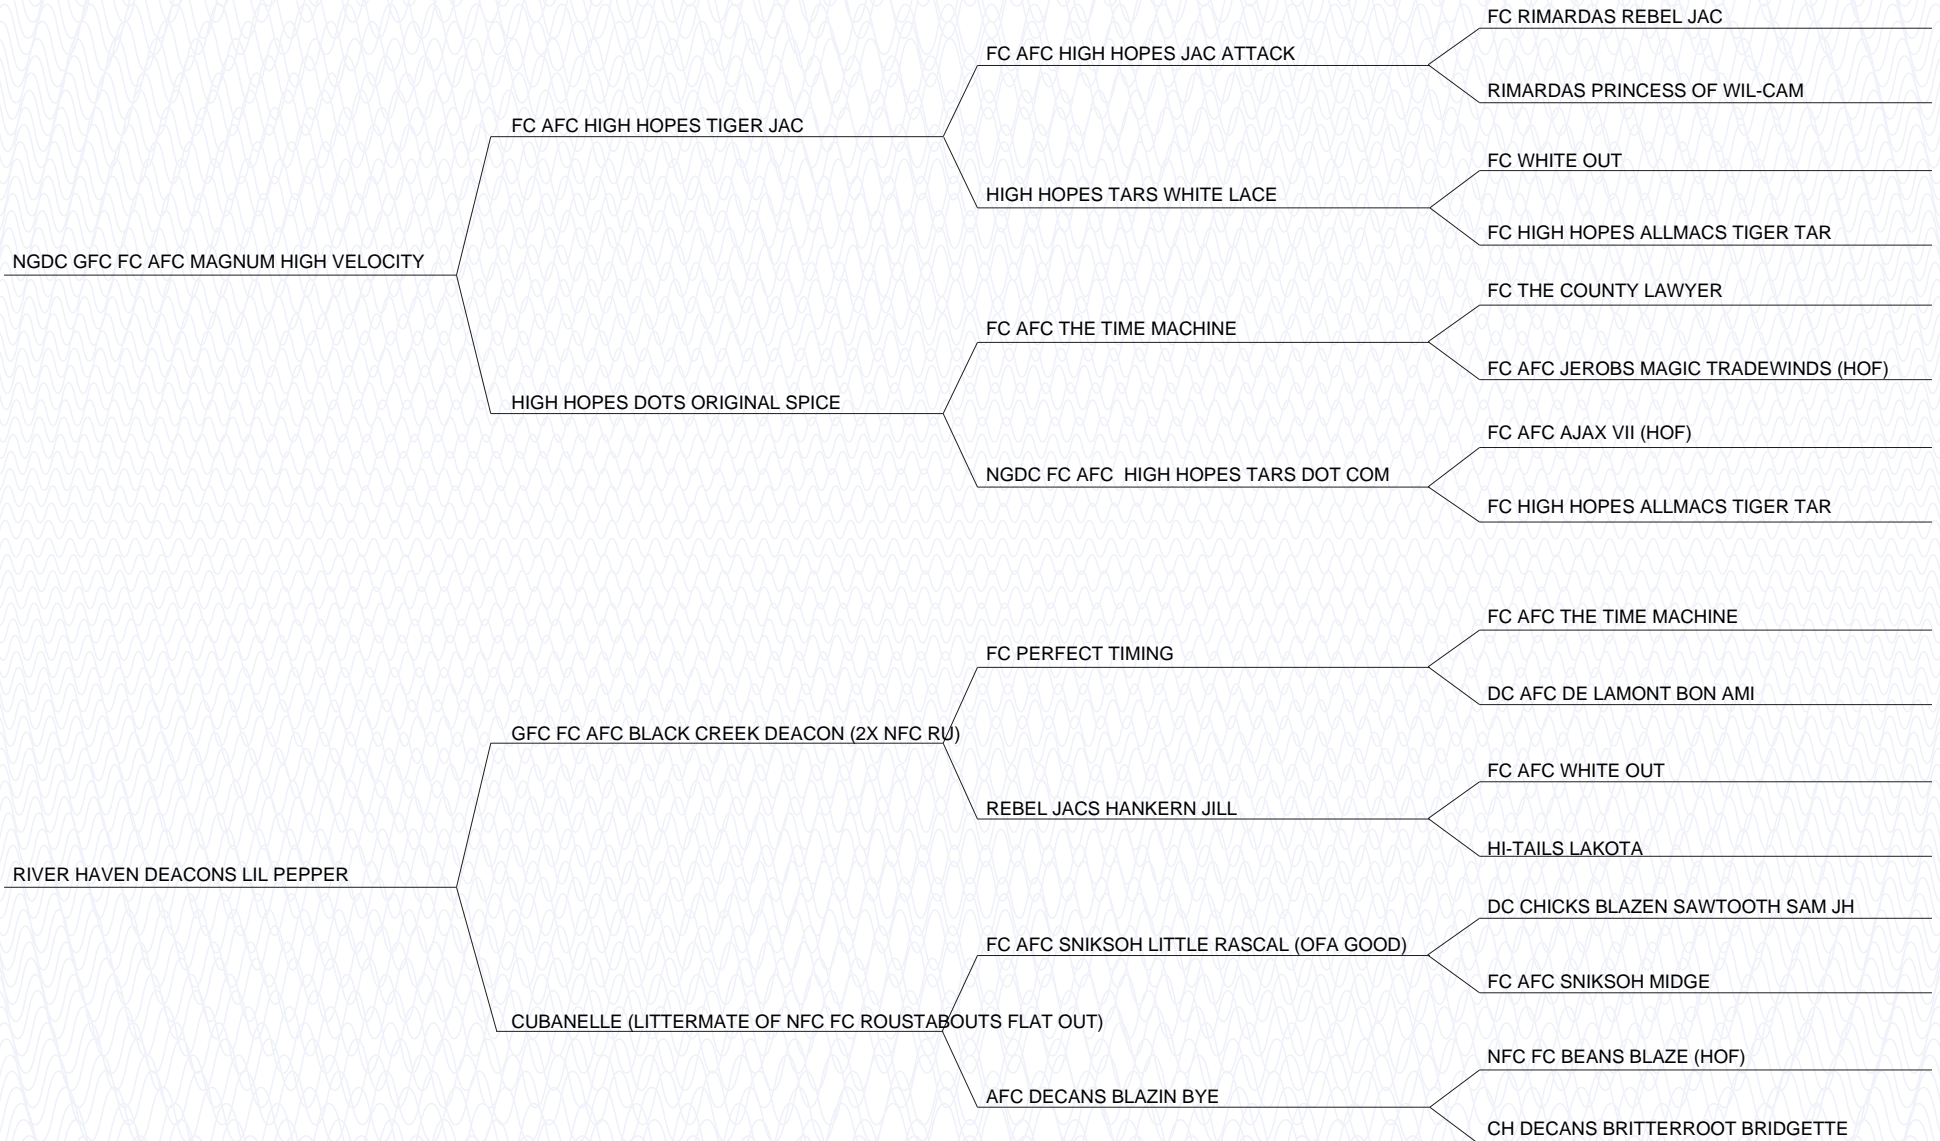 FC RIMARDAS REBEL JAC
FC AFC HIGH HOPES JAC ATTACK
RIMARDAS PRINCESS OF WIL-CAM
FC AFC HIGH HOPES TIGER JAC
FC WHITE OUT
HIGH HOPES TARS WHITE LACE
FC HIGH HOPES ALLMACS TIGER TAR
NGDC GFC FC AFC MAGNUM HIGH VELOCITY
FC THE COUNTY LAWYER
FC AFC THE TIME MACHINE
FC AFC JEROBS MAGIC TRADEWINDS (HOF)
HIGH HOPES DOTS ORIGINAL SPICE
FC AFC AJAX VII (HOF)
NGDC FC AFC  HIGH HOPES TARS DOT COM
FC HIGH HOPES ALLMACS TIGER TAR
FC AFC THE TIME MACHINE
FC PERFECT TIMING
DC AFC DE LAMONT BON AMI
GFC FC AFC BLACK CREEK DEACON (2X NFC RU)
FC AFC WHITE OUT
REBEL JACS HANKERN JILL
HI-TAILS LAKOTA
RIVER HAVEN DEACONS LIL PEPPER
DC CHICKS BLAZEN SAWTOOTH SAM JH
FC AFC SNIKSOH LITTLE RASCAL (OFA GOOD)
FC AFC SNIKSOH MIDGE
CUBANELLE (LITTERMATE OF NFC FC ROUSTABOUTS FLAT OUT)
NFC FC BEANS BLAZE (HOF)
AFC DECANS BLAZIN BYE
CH DECANS BRITTERROOT BRIDGETTE